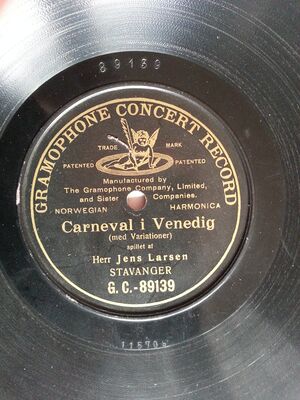 89139
GRAMOPHONE CONCERT RECORD
TRADE MARK
PATENTED PATENTED
Manufactured by
The Gramophone Company, Limited,
and Sister Companies.
NORWEGIAN HARMONICA
Carneval i Venedig
(med Variationer)
spillet af
Herr Jens Larsen
STAVANGER
G. C.-89139